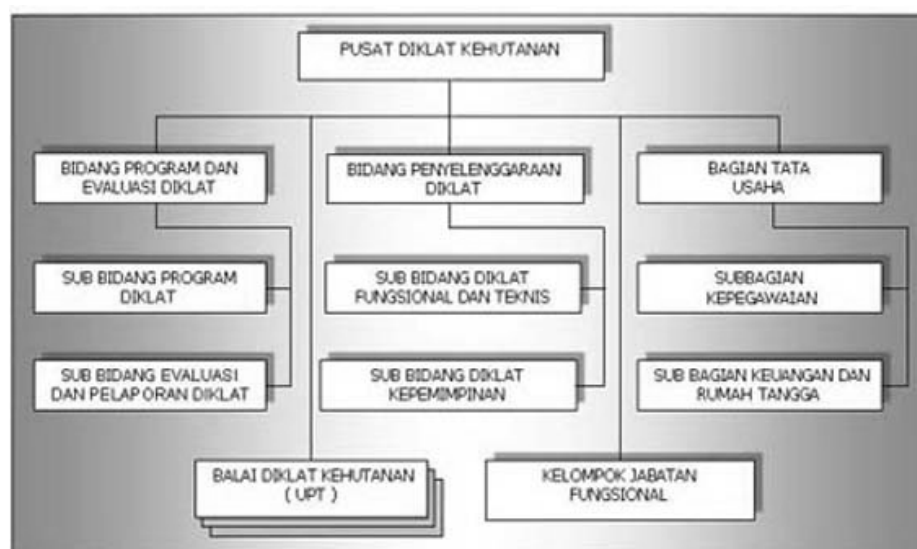 PUSAT DIKLAT KEHUTANAN
BIDANG PROGRAM DAN
EVALUASI DIKLAT
BIDANG PENYELENGGARAAN
DIKLAT
BAGIAN TATA
USAHA
SUB BIDANG PROGRAM
DIKLAT
SUB BIDANG DIKLAT
FUNGSIONAL DAN TEKNIS
SUBBAGIAN
KEPEGAWAIAN
SUB BIDANG EVALUASI
DAN PELAPORAN DIKLAT
SUB BIDANG DIKLAT
KEPEMIMPINAN
SUB BAGIAN KEUANGAN DAN
RUMAH TANGGA
BALAI DIKLAT KEHUTANAN
( UPT )
KELOMPOK JABATAN
FUNGSIONAL